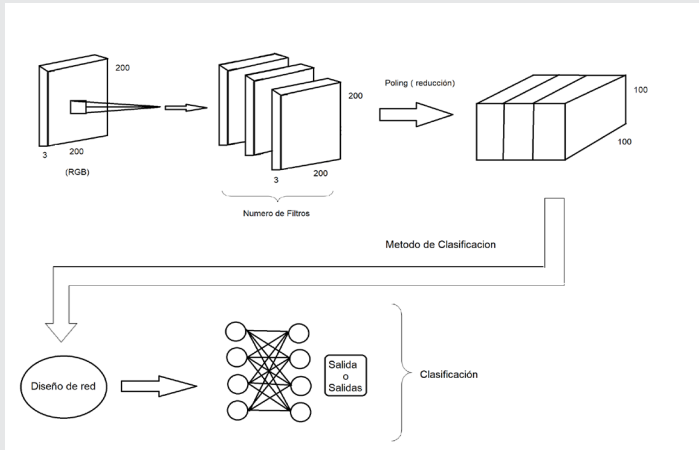 200
200
3
(RGB)
200
200
3
Numero de Filtros
Poling ( reducción)
100
100
Metodo de Clasificacion
Diseño de red
Salida
o
Salidas
Clasificación